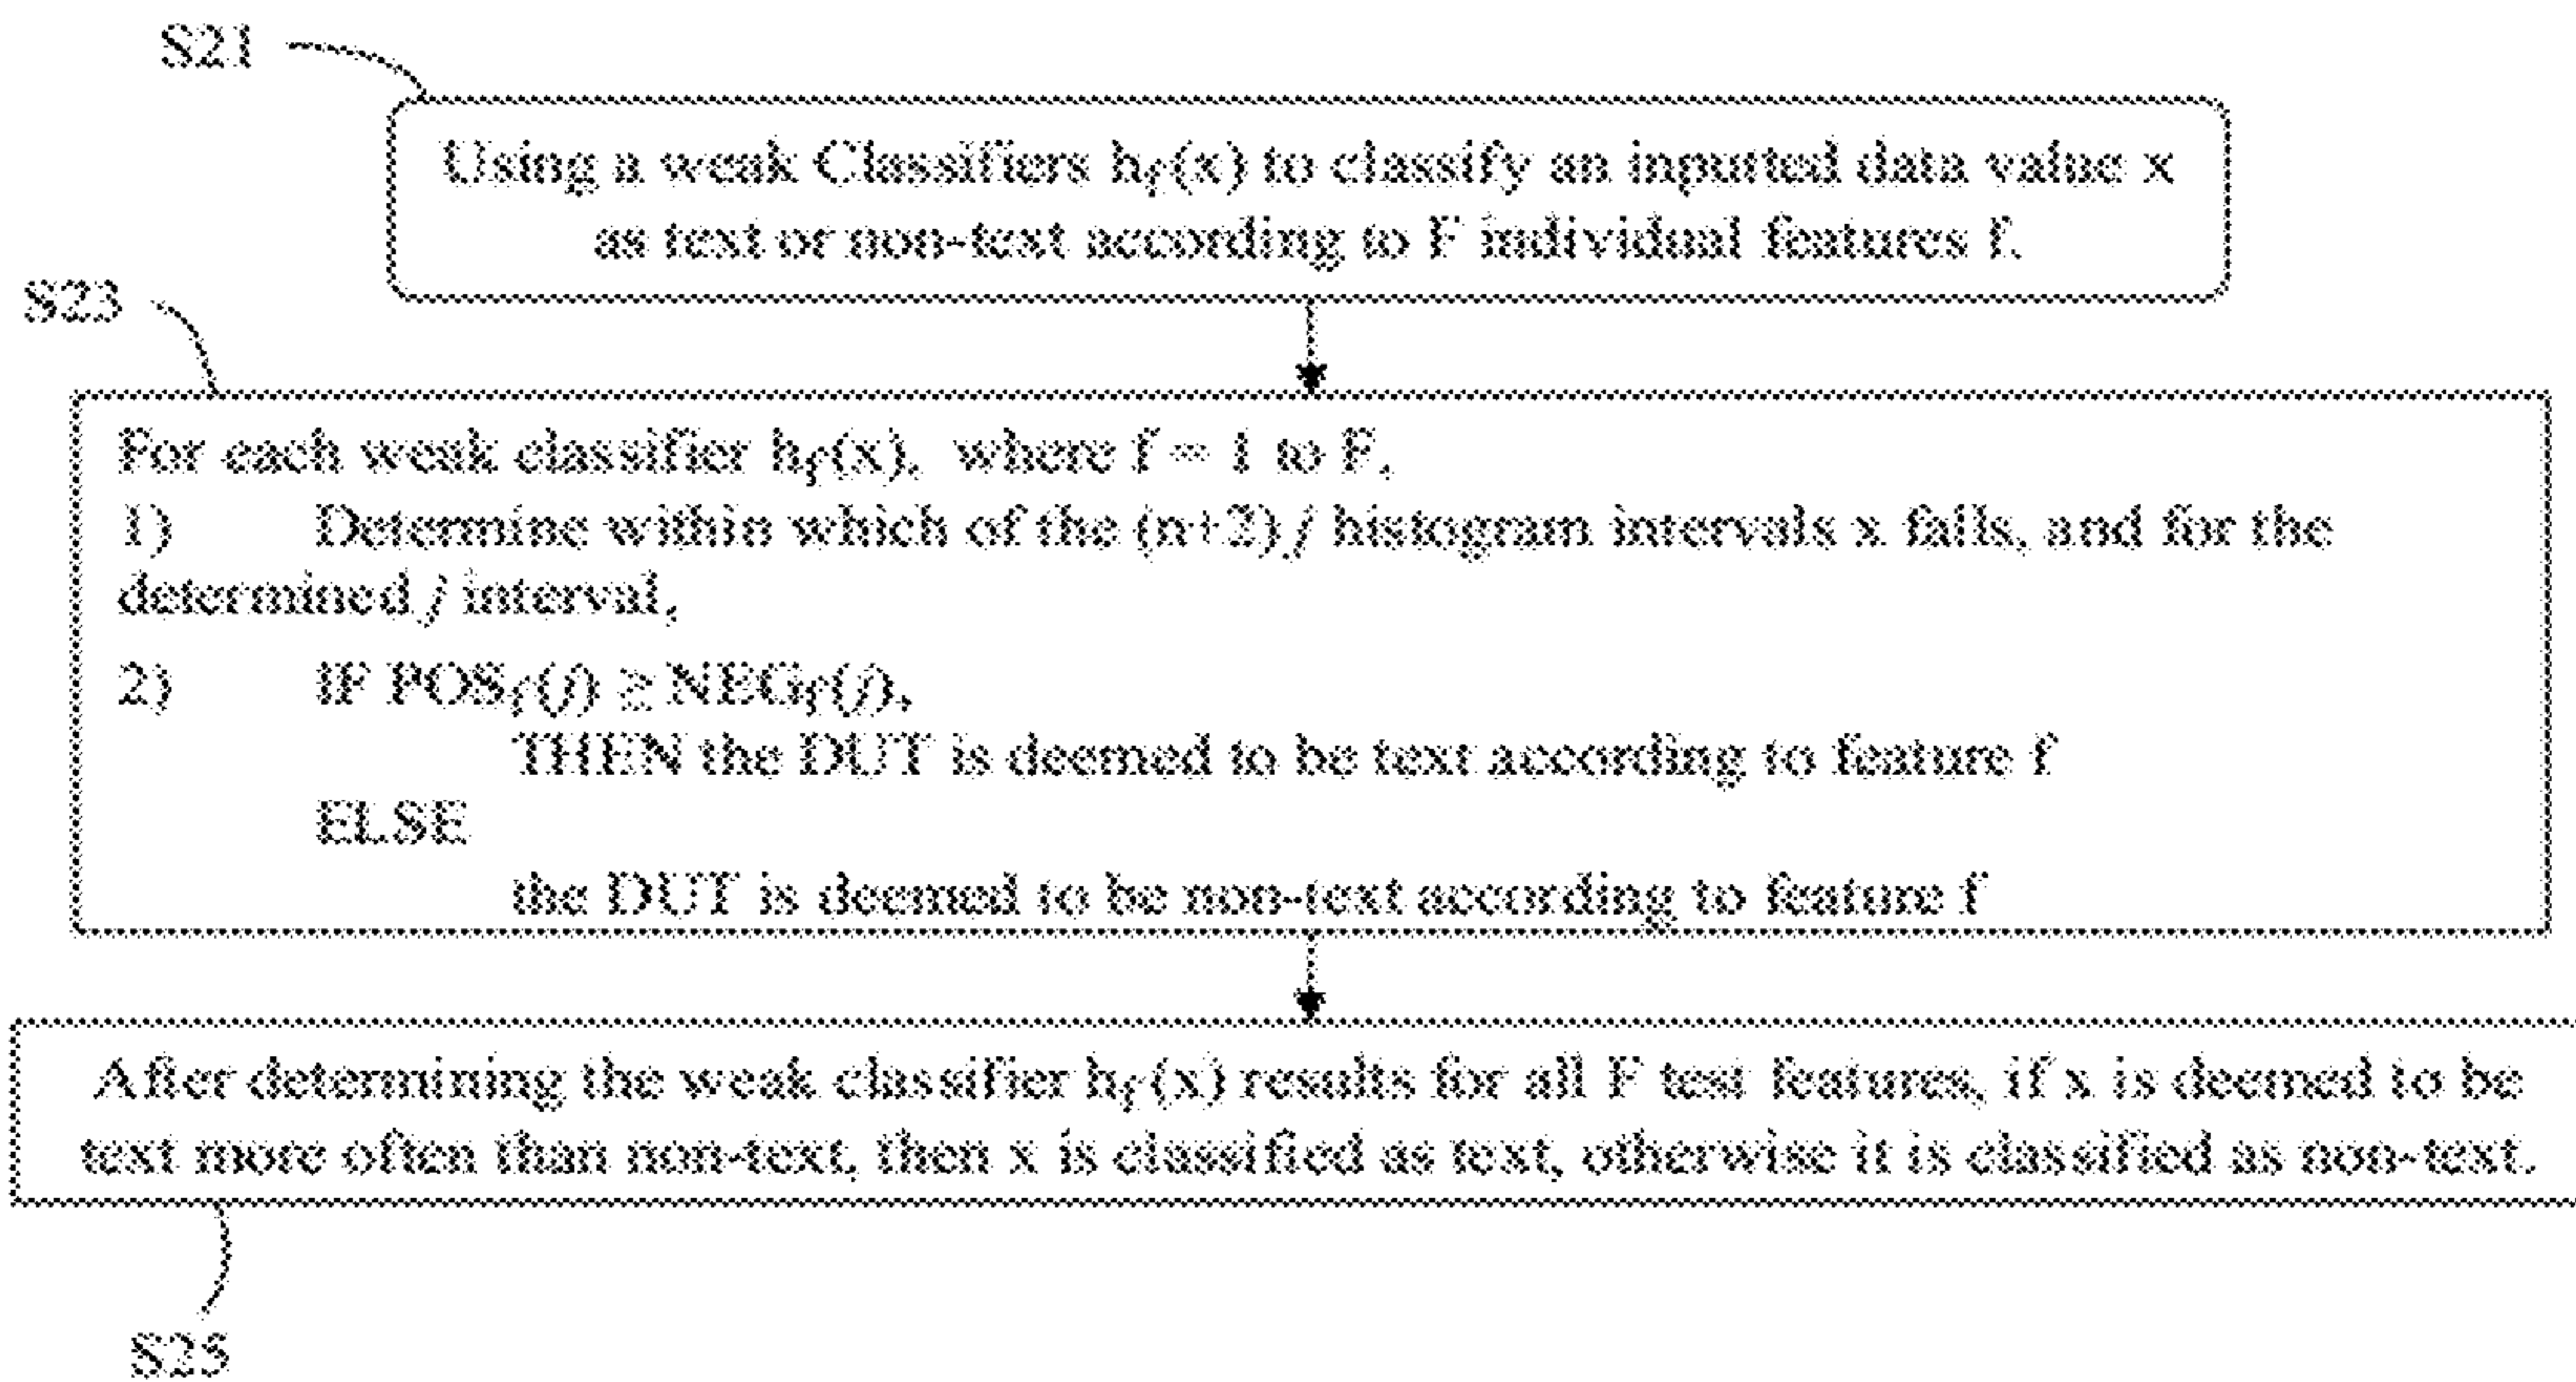 S21
Using a weak Classifiers hf(x) to classify an inputted data value x
as text or non-text according to F individual features f.
S23
For each weak classifier hf(x), where f = 1 to F,
1) Determine within which of the (n+2) j histogram intervals x falls, and for the
determined j interval,
2) IF POSf(j) ≥ NEGf(j),
THEN the DUT is deemed to be text according to feature f
ELSE
the DUT is deemed to be non-text according to feature f
After determining the weak classifier hf(x) results for all F test features, if x is deemed to be
text more often than non-text, then x is classified as text, otherwise it is classified as non-text.
S25